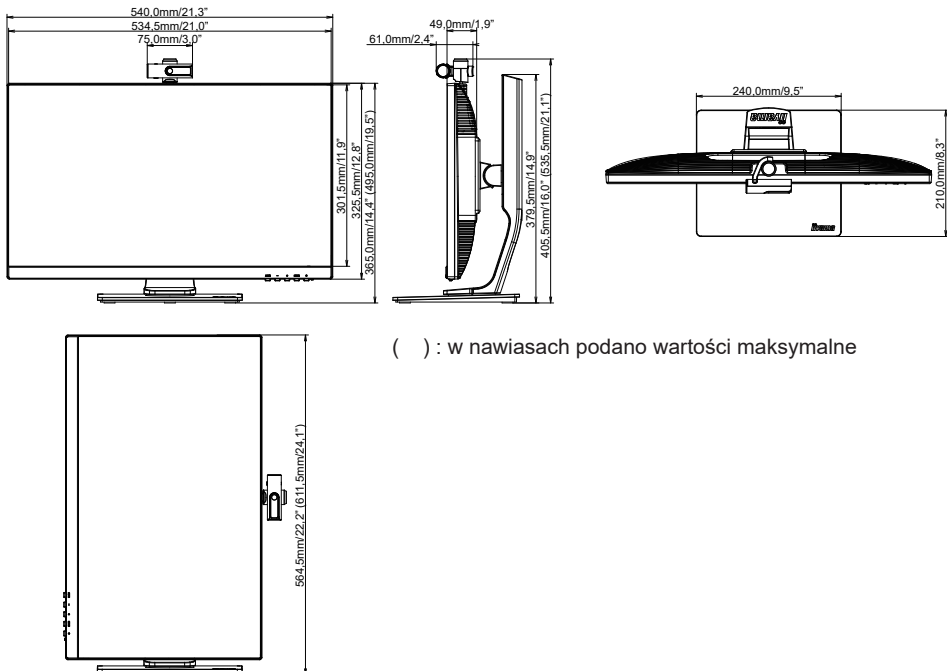 540,0mm/21,3”
534,5mm/21,0”
75,0mm/3,0”
301,5mm/11,9”
325,5mm/12,8”
365,0mm/14,4” (495,0mm/19,5”)
49,0mm/1,9”
61,0mm/2,4”
379,5mm/14,9”
405,5mm/16,0” (535,5mm/21,1”)
240,0mm/9,5”
210,0mm/8,3”
iiyama
iiyama
( ) : w nawiasach podano wartości maksymalne
564,5mm/22,2” (611,5mm/24,1”)